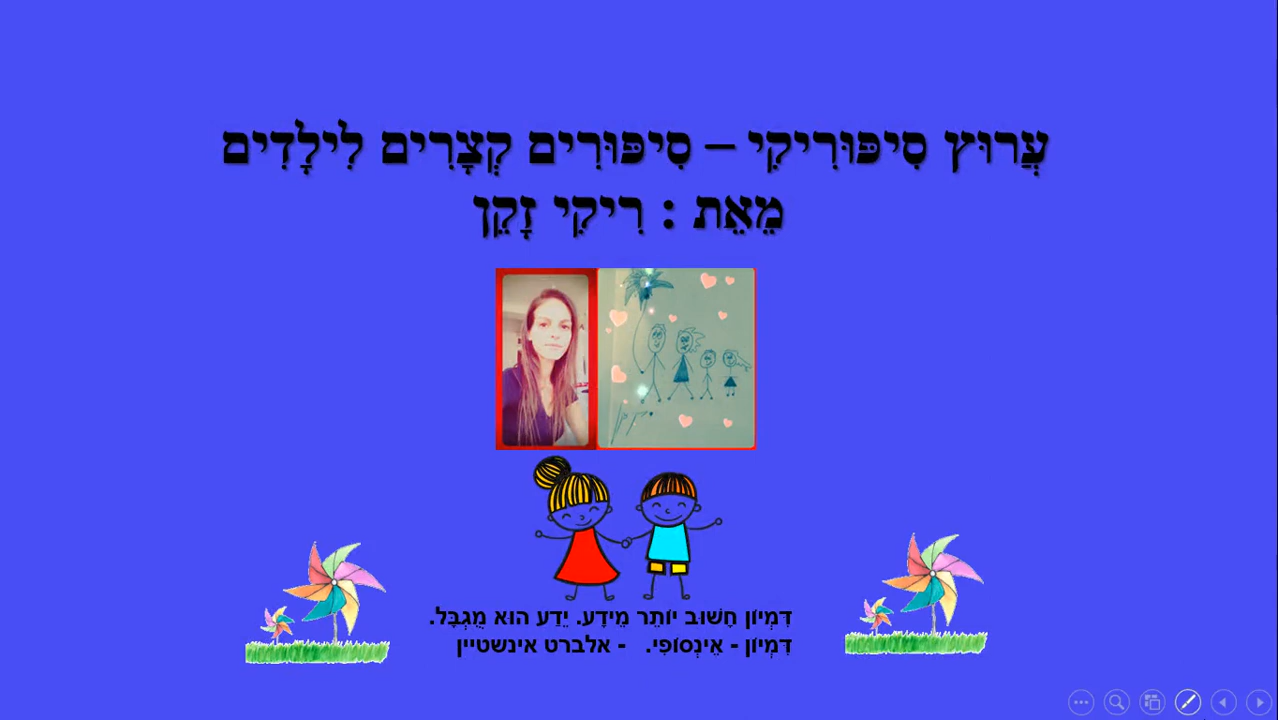 עֲרוּץ סִיפּוּרִיקִי – סִיפּוּרִים קְצָרִים לִילָדִים
מֵאֵת : רִיקִי זָקֵן
דִּמְיוֹן חָשׁוּב יוֹתֵר מֵידָע. יֵדַע הוּא מֻגְבָּל.
דִּמְיוֹן - אֵינְסוֹפִי. - אלברט אינשטיין